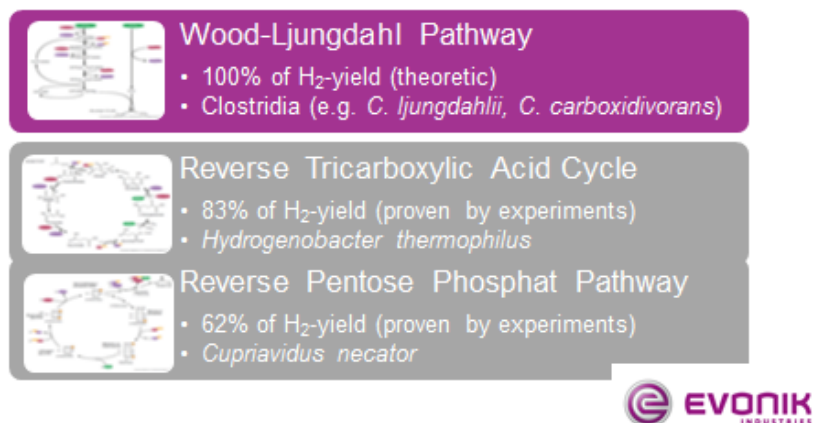 Wood-Ljungdahl Pathway
• 100% of H₂-yield (theoretic)
• Clostridia (e.g. C. ljungdahlii, C. carboxidivorans)
Reverse Tricarboxylic Acid Cycle
• 83% of H₂-yield (proven by experiments)
• Hydrogenobacter thermophilus
Reverse Pentose Phosphat Pathway
• 62% of H₂-yield (proven by experiments)
• Cupriavidus necator
EVONIK
INDUSTRIES